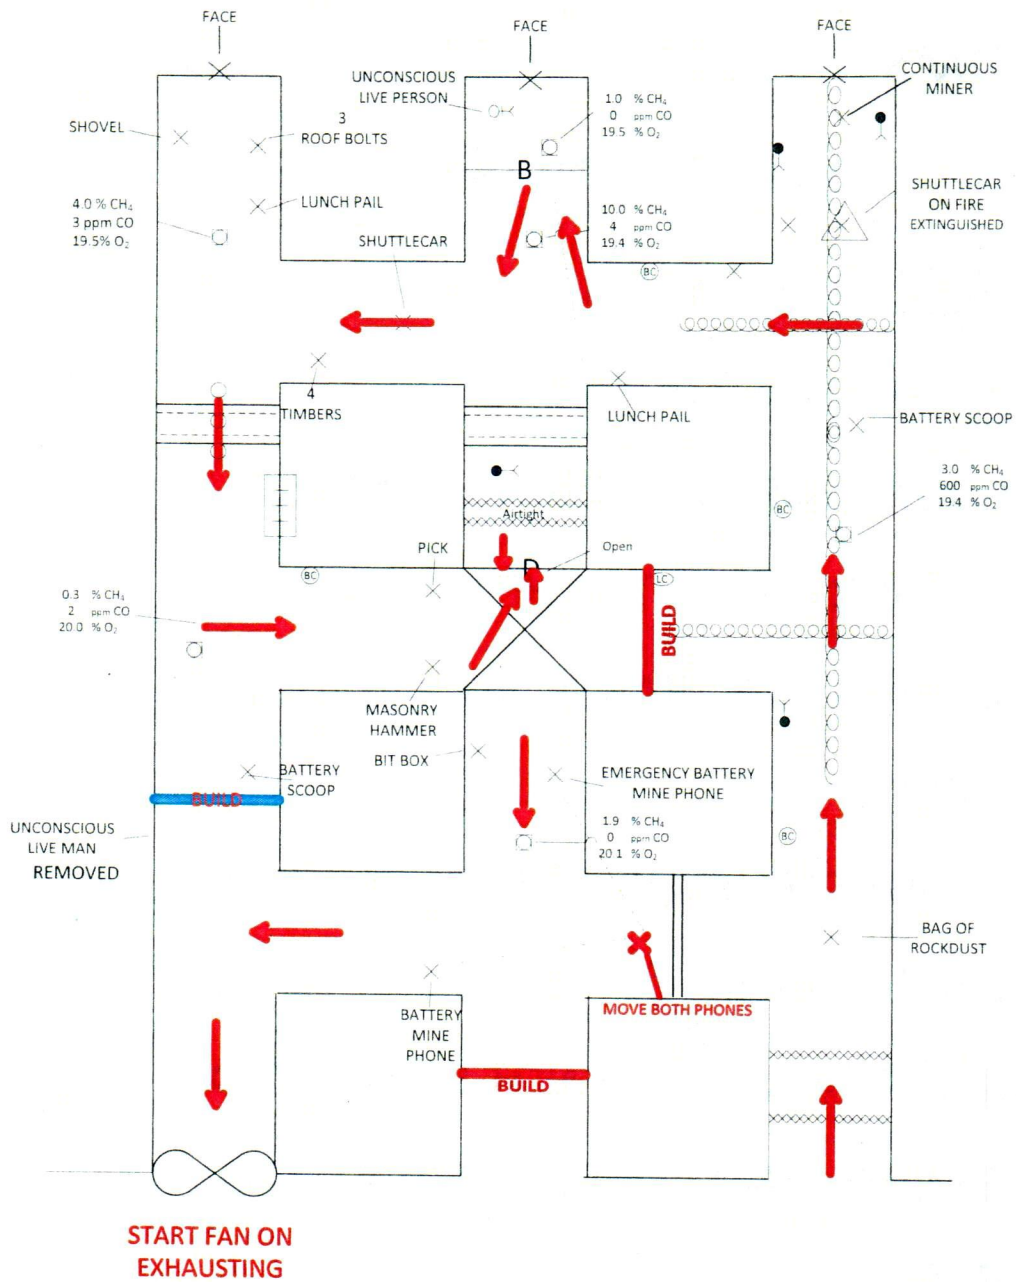 FACE
FACE
FACE
UNCONSCIOUS
LIVE PERSON
CONTINUOUS
MINER
1.0 % CH₄
0 ppm CO
19.5 % O₂
SHOVEL
3
ROOF BOLTS
B
LUNCH PAIL
SHUTTLECAR
ON FIRE
EXTINGUISHED
4.0 % CH₄
3 ppm CO
19.5% O₂
10.0 % CH₄
4 ppm CO
19.4 % O₂
SHUTTLECAR
BC
4
TIMBERS
LUNCH PAIL
BATTERY SCOOP
3.0 % CH₄
600 ppm CO
19.4 % O₂
Airtight
BC
PICK
Open
D
BC
LC
0.3 % CH₄
2 ppm CO
20.0 % O₂
BUILD
MASONRY
HAMMER
BIT BOX
BATTERY
SCOOP
EMERGENCY BATTERY
MINE PHONE
BUILD
1.9 % CH₄
0 ppm CO
20.1 % O₂
BC
UNCONSCIOUS
LIVE MAN
REMOVED
BAG OF
ROCKDUST
MOVE BOTH PHONES
BATTERY
MINE
PHONE
BUILD
START FAN ON
EXHAUSTING